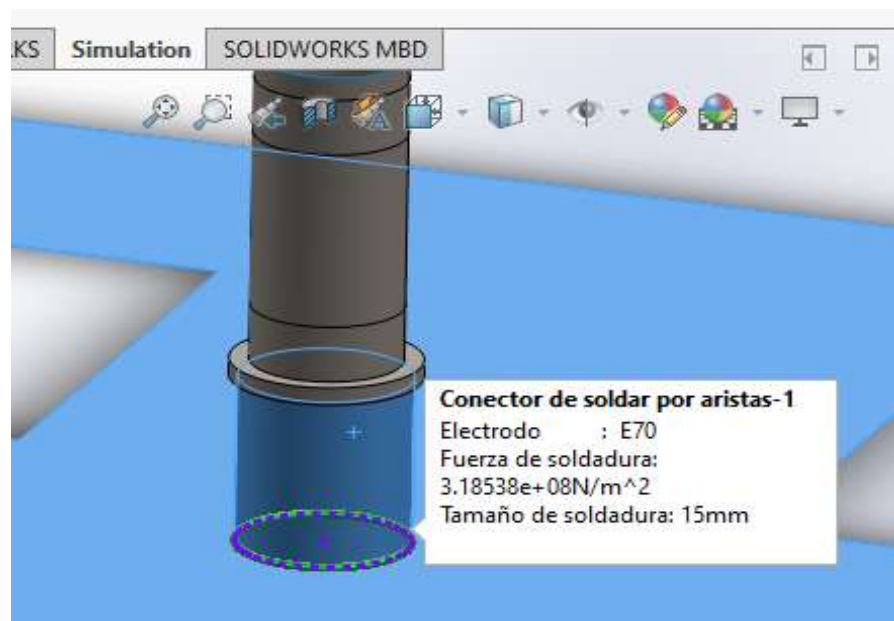 KS Simulation SOLIDWORKS MBD
Conector de soldar por aristas-1
Electrodo : E70
Fuerza de soldadura:
3.18538e+08N/m^2
Tamaño de soldadura: 15mm